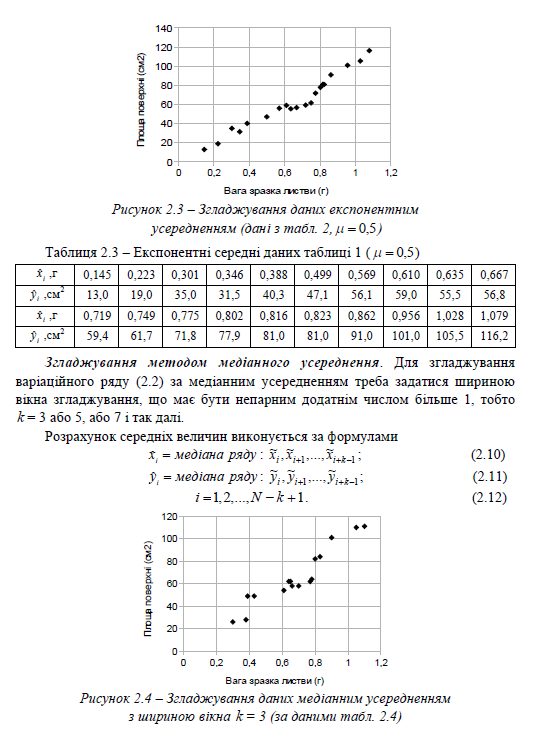 140
120
100
80
60
40
20
0
Площа поверхні (см2)
0 0,2 0,4 0,6 0,8 1 1,2
Вага зразка листви (г)
Рисунок 2.3 – Згладжування даних експонентним
усередненням (дані з табл. 2, μ = 0,5)
Таблиця 2.3 – Експонентні середні даних таблиці 1 ( μ = 0,5)
x̂ᵢ ,г 0,145 0,223 0,301 0,346 0,388 0,499 0,569 0,610 0,635 0,667
ŷᵢ ,см² 13,0 19,0 35,0 31,5 40,3 47,1 56,1 59,0 55,5 56,8
x̂ᵢ ,г 0,719 0,749 0,775 0,802 0,816 0,823 0,862 0,956 1,028 1,079
ŷᵢ ,см² 59,4 61,7 71,8 77,9 81,0 81,0 91,0 101,0 105,5 116,2
Згладжування методом медіанного усереднення. Для згладжування
варіаційного ряду (2.2) за медіанним усередненням треба задатися шириною
вікна згладжування, що має бути непарним додатнім числом більше 1, тобто
k = 3 або 5, або 7 і так далі.
Розрахунок середніх величин виконується за формулами
x̂ᵢ = медіана ряду : x̃ᵢ, x̃ᵢ₊₁,..., x̃ᵢ₊ₖ₋₁ ; (2.10)
ŷᵢ = медіана ряду : ỹᵢ, ỹᵢ₊₁,..., ỹᵢ₊ₖ₋₁ ; (2.11)
i = 1,2,..., N − k + 1. (2.12)
120
100
80
60
40
20
0
Площа поверхні (см2)
0 0,2 0,4 0,6 0,8 1 1,2
Вага зразка листви (г)
Рисунок 2.4 – Згладжування даних медіанним усередненням
з шириною вікна k = 3 (за даними табл. 2.4)